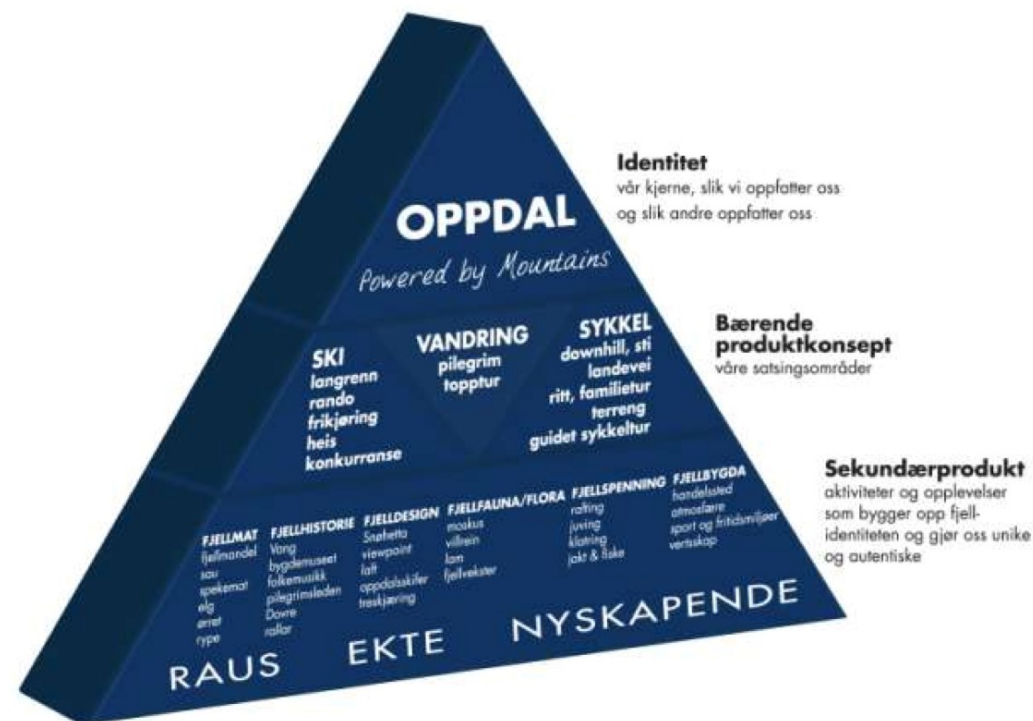 OPPDAL
Powered by Mountains
Identitet
vår kjerne, slik vi oppfatter oss
og slik andre oppfatter oss
SKI
langrenn
rando
frikjøring
heis
konkurranse
VANDRING
pilegrim
topptur
SYKKEL
downhill, sti
landevei
ritt, familietur
terreng
guidet sykkeltur
Bærende
produktkonsept
våre satsingsområder
FJELLMAT
fjellmandel
sau
spekemat
elg
ørret
rype
FJELLHISTORIE
Vang
bygdemuseet
folkemusikk
pilegrimsleden
Dovre
rallar
FJELLDESIGN
Snøhetta
viewpoint
laft
oppdalsskifer
treskjæring
FJELLFAUNA/FLORA
moskus
villrein
lam
fjellvekster
FJELLSPENNING
rafting
juving
klatring
jakt & fiske
FJELLBYGDA
handelssted
atmosfære
sport og fritidsmiljøer
vertsskap
Sekundærprodukt
aktiviteter og opplevelser
som bygger opp fjell-
identiteten og gjør oss unike
og autentiske
RAUS EKTE NYSKAPENDE